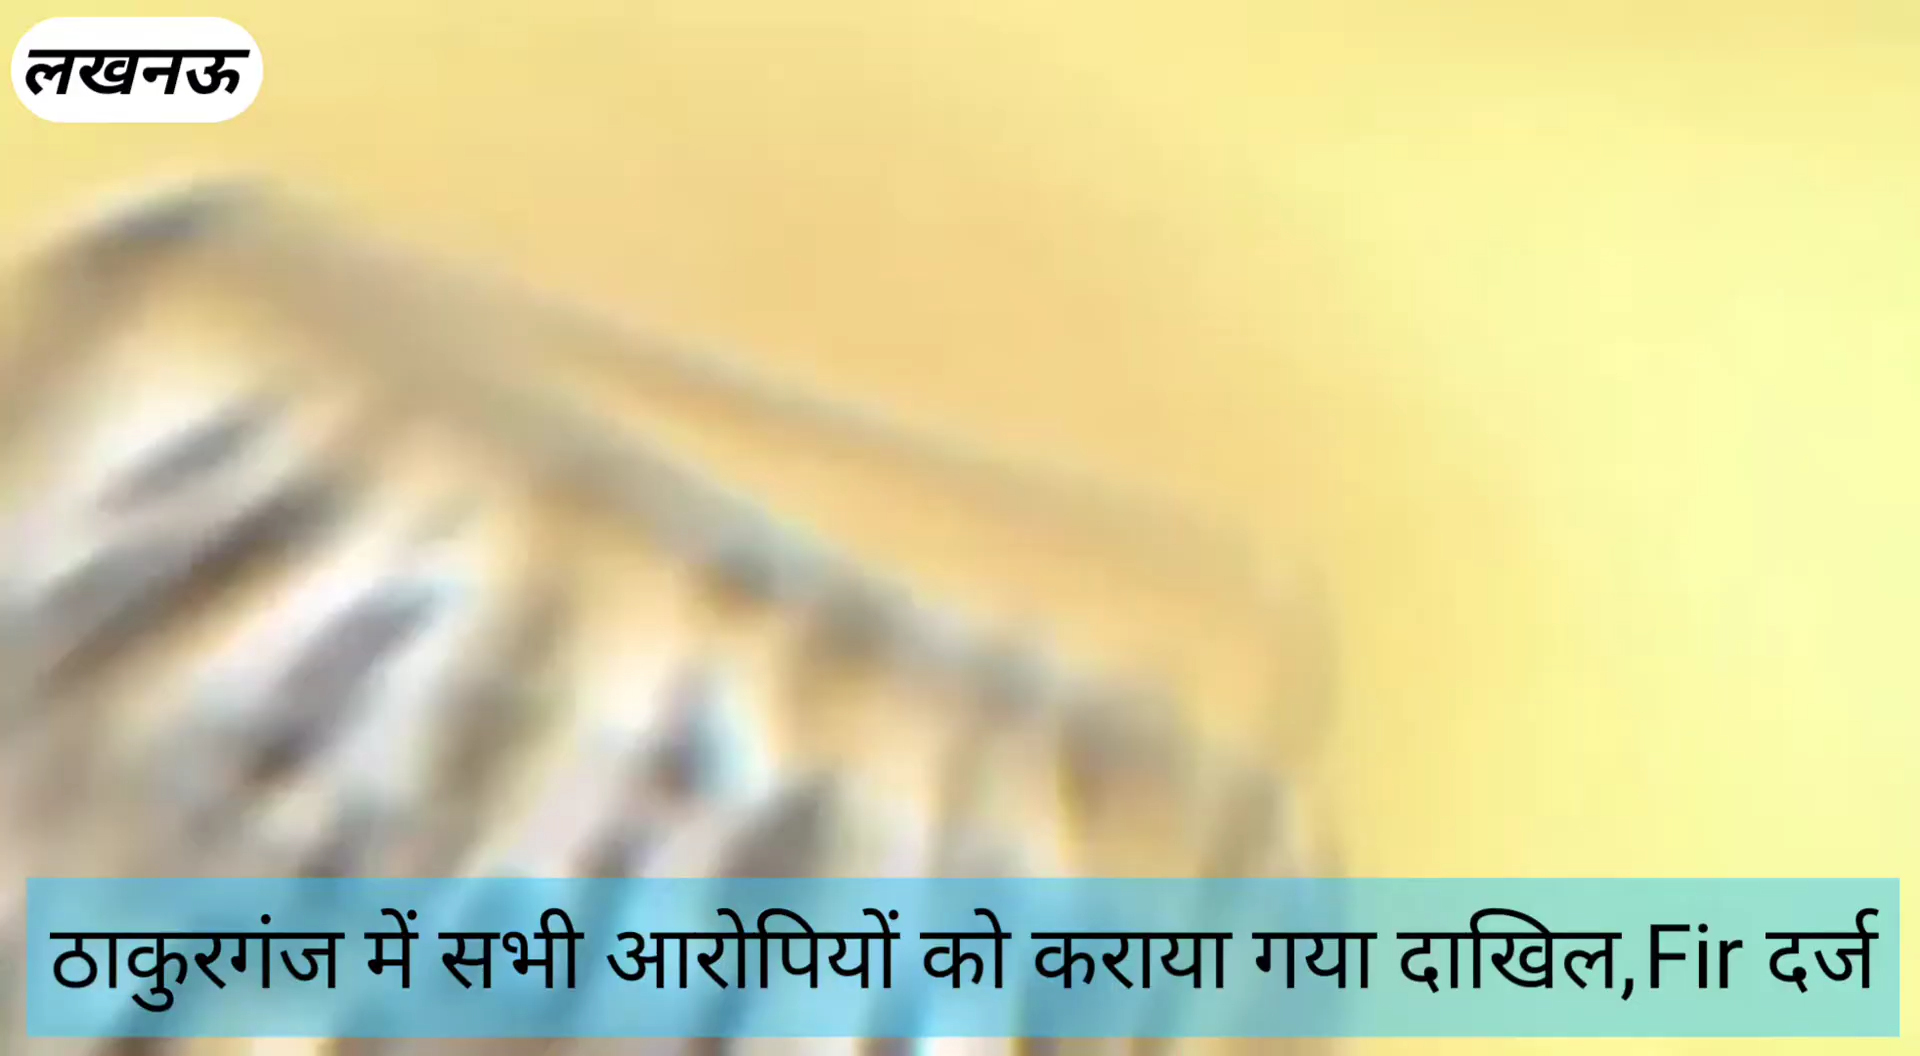 लखनऊ
ठाकुरगंज में सभी आरोपियों को कराया गया दाखिल,Fir दर्ज